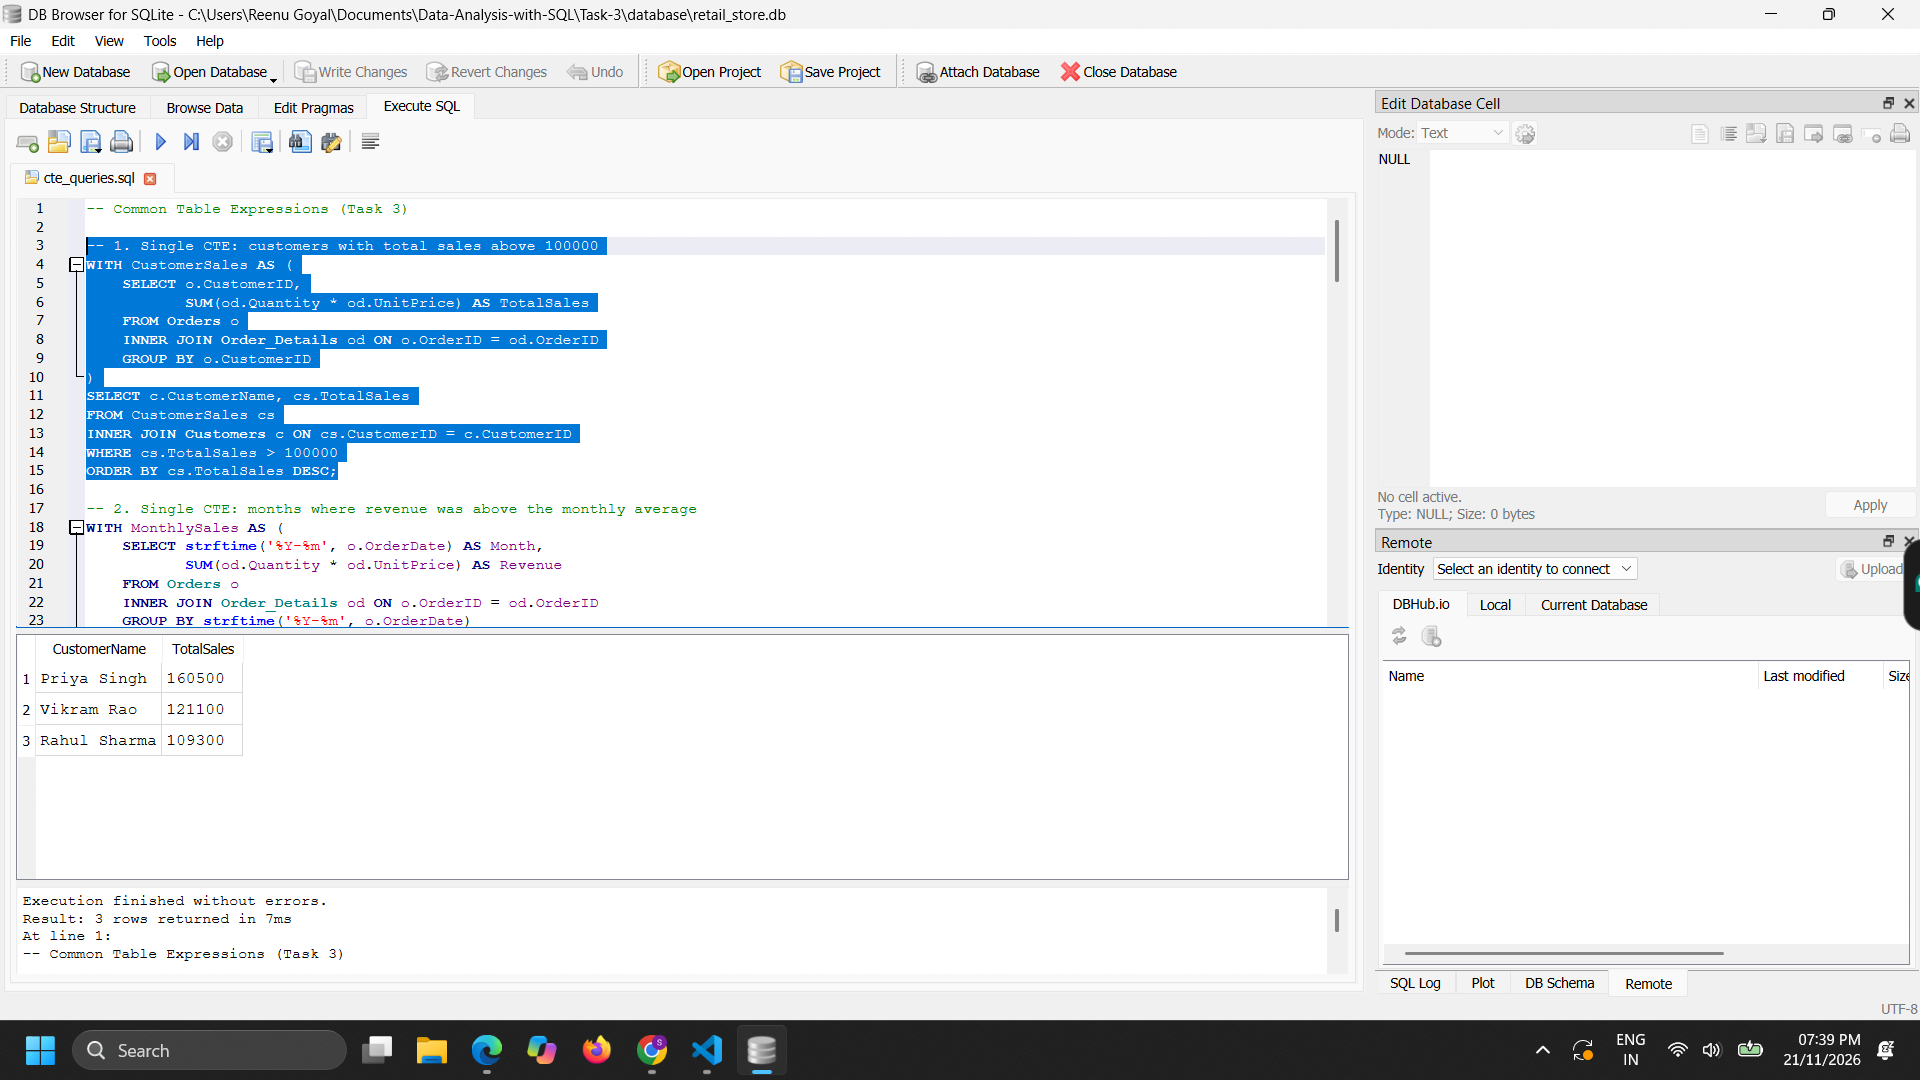 DB Browser for SQLite - C:\Users\Reenu Goyal\Documents\Data-Analysis-with-SQL\Task-3\database\retail_store.db
File Edit View Tools Help
New Database Open Database Write Changes Revert Changes Undo Open Project Save Project Attach Database Close Database
Database Structure Browse Data Edit Pragmas Execute SQL
cte_queries.sql
1 -- Common Table Expressions (Task 3)
2
3 -- 1. Single CTE: customers with total sales above 100000
4 WITH CustomerSales AS (
5 SELECT o.CustomerID,
6 SUM(od.Quantity * od.UnitPrice) AS TotalSales
7 FROM Orders o
8 INNER JOIN Order_Details od ON o.OrderID = od.OrderID
9 GROUP BY o.CustomerID
10 )
11 SELECT c.CustomerName, cs.TotalSales
12 FROM CustomerSales cs
13 INNER JOIN Customers c ON cs.CustomerID = c.CustomerID
14 WHERE cs.TotalSales > 100000
15 ORDER BY cs.TotalSales DESC;
16
17 -- 2. Single CTE: months where revenue was above the monthly average
18 WITH MonthlySales AS (
19 SELECT strftime('%Y-%m', o.OrderDate) AS Month,
20 SUM(od.Quantity * od.UnitPrice) AS Revenue
21 FROM Orders o
22 INNER JOIN Order_Details od ON o.OrderID = od.OrderID
23 GROUP BY strftime('%Y-%m', o.OrderDate)
CustomerName TotalSales
1 Priya Singh 160500
2 Vikram Rao 121100
3 Rahul Sharma 109300
Execution finished without errors.
Result: 3 rows returned in 7ms
At line 1:
-- Common Table Expressions (Task 3)
Edit Database Cell
Mode: Text
NULL
No cell active.
Type: NULL; Size: 0 bytes
Apply
Remote
Identity Select an identity to connect Upload
DBHub.io Local Current Database
Name Last modified Size
SQL Log Plot DB Schema Remote
UTF-8
Search
ENG
IN
07:39 PM
21/11/2026